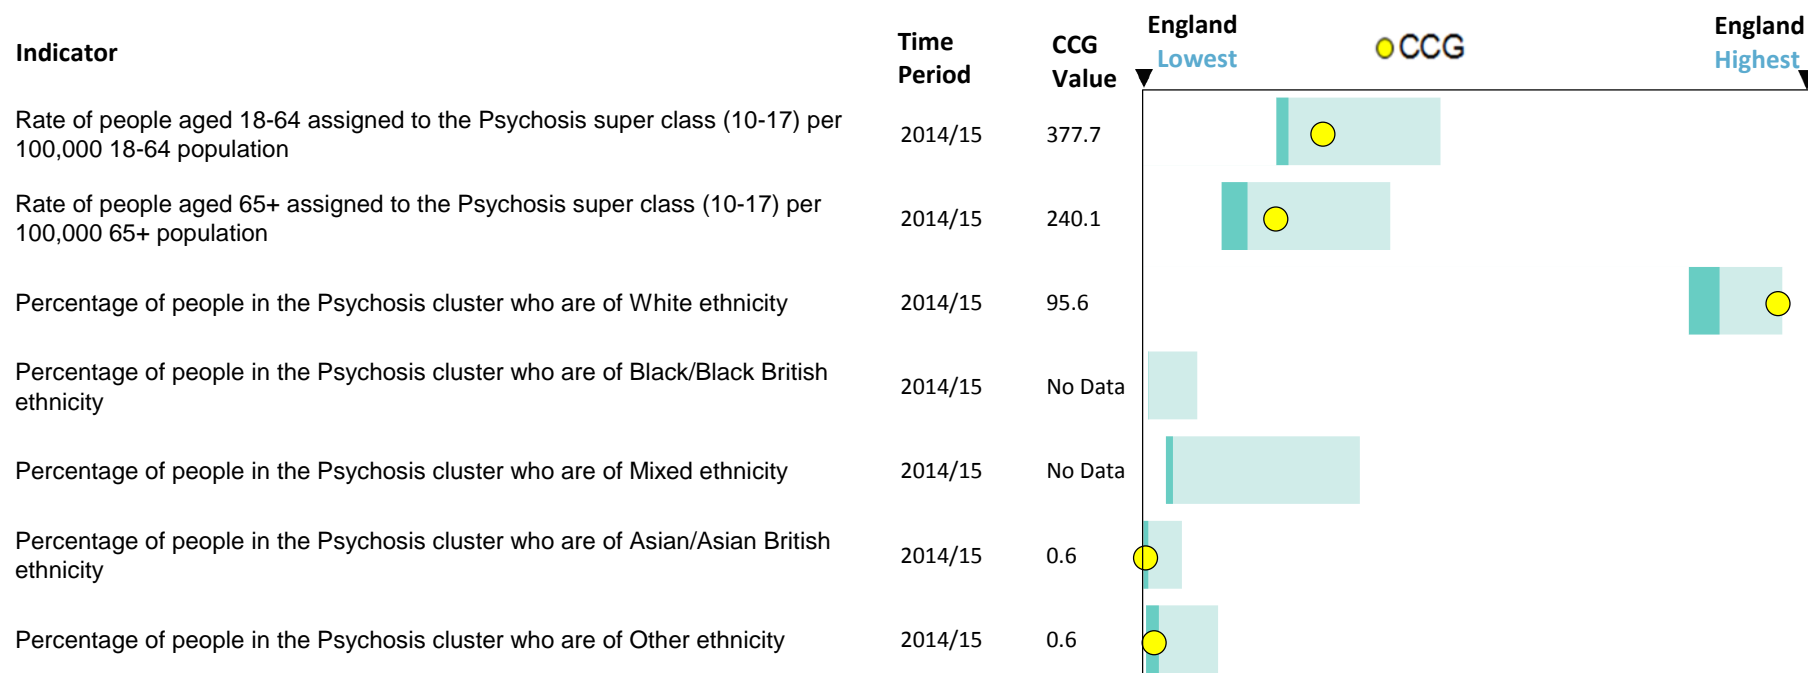 Indicator
Time Period
CCG Value
England Lowest
CCG
England Highest
Rate of people aged 18-64 assigned to the Psychosis super class (10-17) per
100,000 18-64 population
2014/15
377.7
Rate of people aged 65+ assigned to the Psychosis super class (10-17) per
100,000 65+ population
2014/15
240.1
Percentage of people in the Psychosis cluster who are of White ethnicity
2014/15
95.6
Percentage of people in the Psychosis cluster who are of Black/Black British
ethnicity
2014/15
No Data
Percentage of people in the Psychosis cluster who are of Mixed ethnicity
2014/15
No Data
Percentage of people in the Psychosis cluster who are of Asian/Asian British
ethnicity
2014/15
0.6
Percentage of people in the Psychosis cluster who are of Other ethnicity
2014/15
0.6